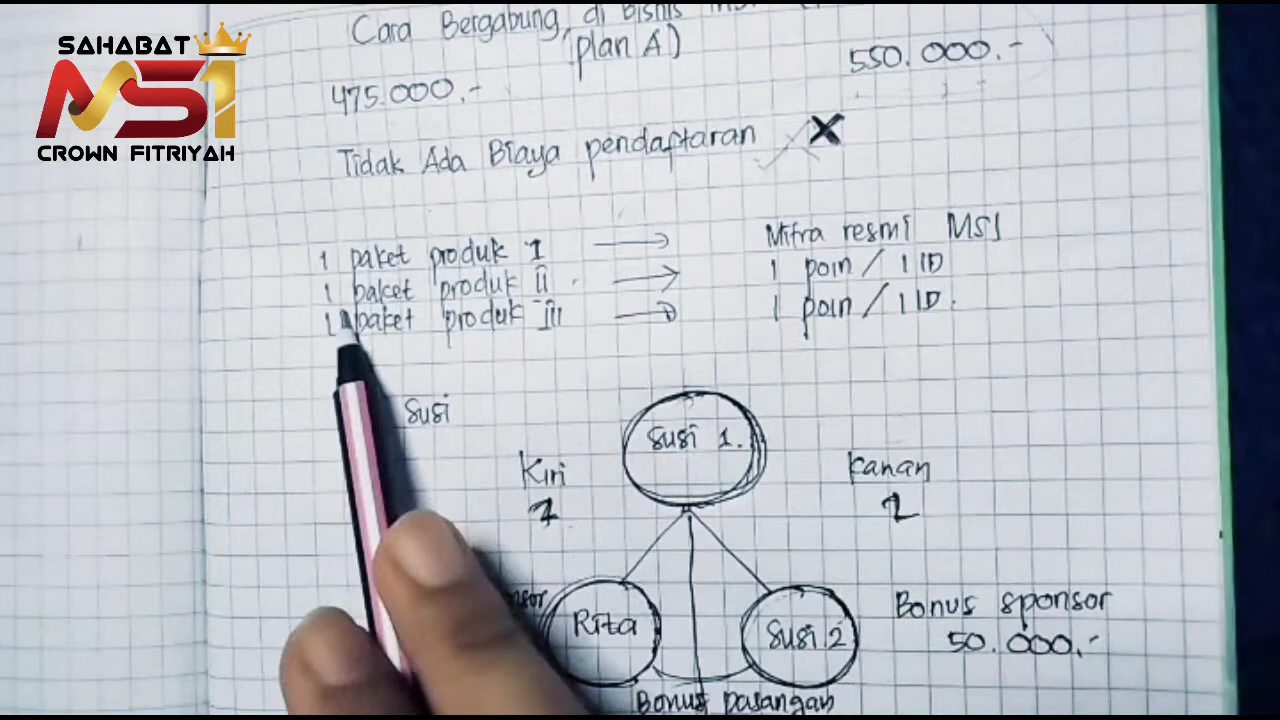 SAHABAT
MS1
CROWN FITRIYAH
Cara Bergabung di bisnis
plan A)
475.000.-
550.000.-
Tidak Ada Biaya pendaftaran
1 paket produk I → Mitra resmi MSI
1 paket produk II → 1 poin / 1 ID
1 paket produk III → 1 poin / 1 ID.
Susi
Susi 1.
Kiri
kanan
1
Rita
Susi 2
Bonus sponsor
50.000.-
Bonus pasangan